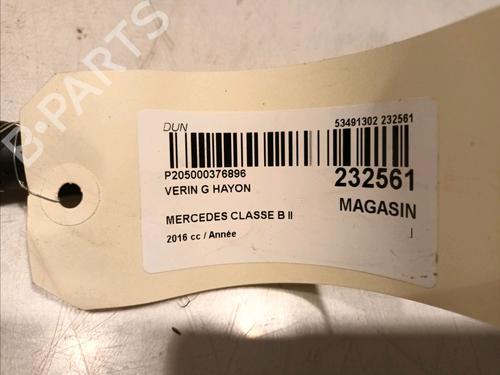 B-PARTS
DUN
53491302 232561
P205000376896
232561
VERIN G HAYON
MAGASIN
MERCEDES CLASSE B II
2016 cc / Année